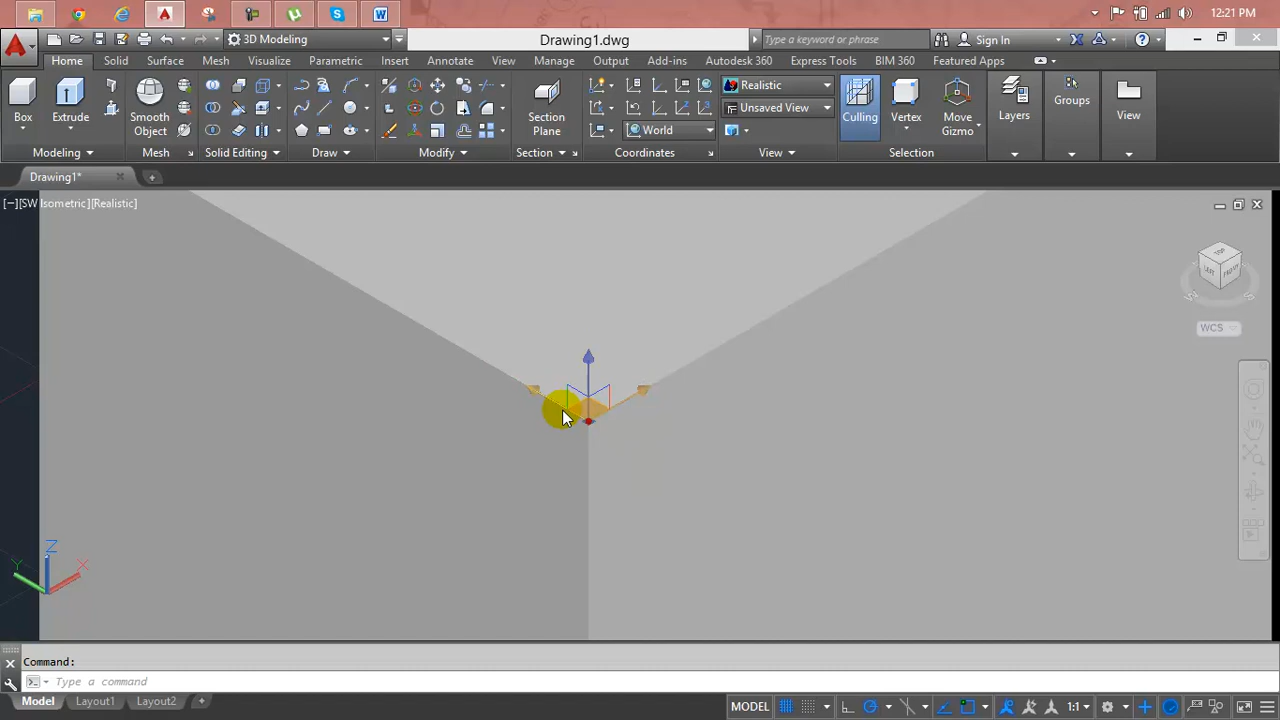 12:21 PM
3D Modeling
Drawing1.dwg
Type a keyword or phrase
Sign In
Home Solid Surface Mesh Visualize Parametric Insert Annotate View Manage Output Add-ins Autodesk 360 Express Tools BIM 360 Featured Apps
Box
Extrude
Smooth
Object
Section
Plane
Realistic
Unsaved View
World
Culling
Vertex
Move
Gizmo
Layers
Groups
View
Modeling Mesh Solid Editing Draw Modify Section Coordinates View Selection
Drawing1*
[−][SW Isometric][Realistic]
TOP
LEFT
FRONT
W
S
WCS
Z
Y
X
Command:
Type a command
Model Layout1 Layout2
MODEL
1:1